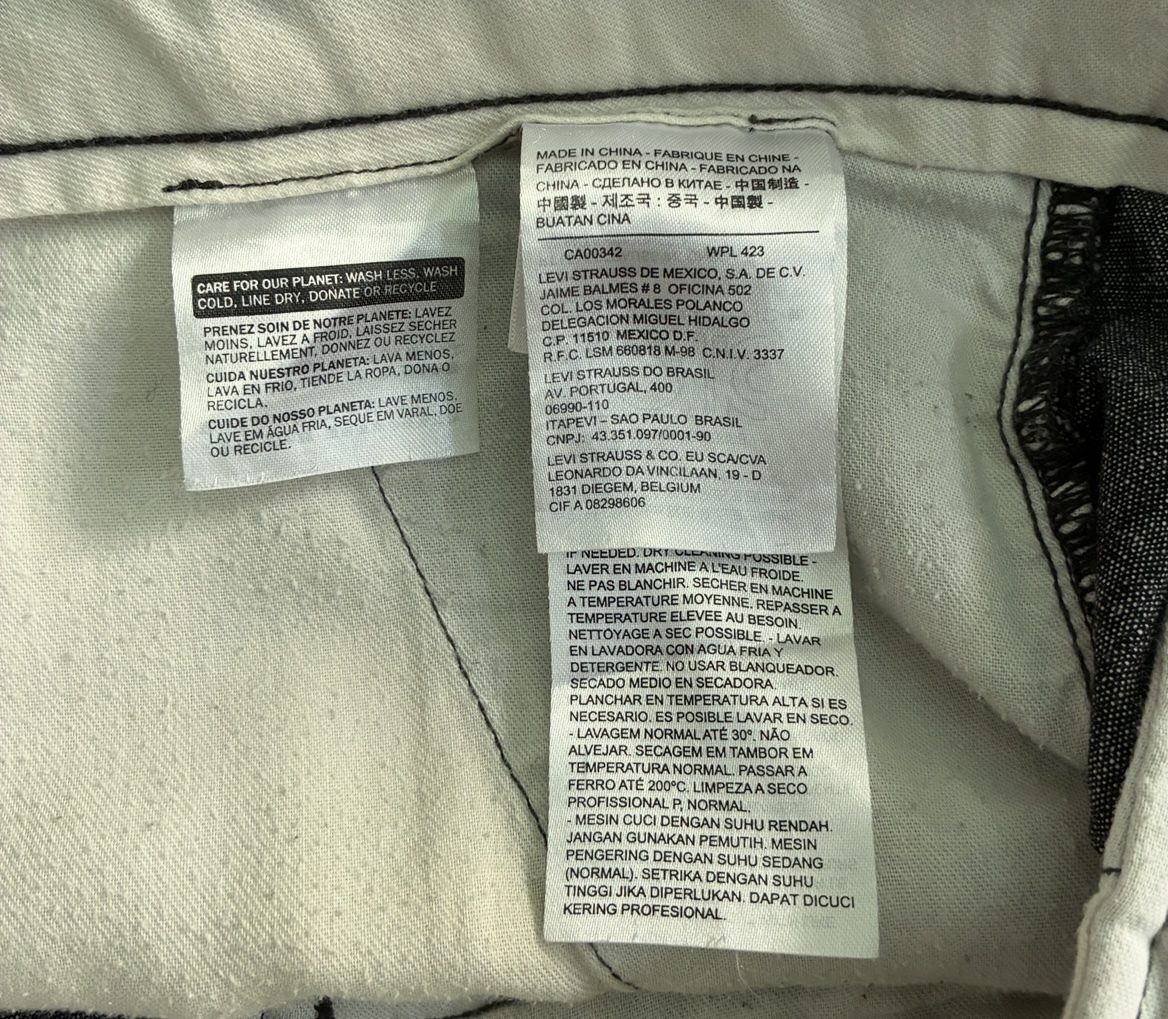 CARE FOR OUR PLANET: WASH LESS, WASH
COLD, LINE DRY, DONATE OR RECYCLE
PRENEZ SOIN DE NOTRE PLANETE: LAVEZ
MOINS, LAVEZ A FROID, LAISSEZ SECHER
NATURELLEMENT, DONNEZ OU RECYCLEZ
CUIDA NUESTRO PLANETA: LAVA MENOS,
LAVA EN FRIO, TIENDE LA ROPA, DONA O
RECICLA.
CUIDE DO NOSSO PLANETA: LAVE MENOS,
LAVE EM ÁGUA FRIA, SEQUE EM VARAL, DOE
OU RECICLE.
MADE IN CHINA - FABRIQUE EN CHINE -
FABRICADO EN CHINA - FABRICADO NA
CHINA - СДЕЛАНО В КИТАЕ - 中国制造 -
中國製 - 제조국 : 중국 - 中国製 -
BUATAN CINA
CA00342 WPL 423
LEVI STRAUSS DE MEXICO, S.A. DE C.V.
JAIME BALMES # 8 OFICINA 502
COL. LOS MORALES POLANCO
DELEGACION MIGUEL HIDALGO
C.P. 11510 MEXICO D.F.
R.F.C. LSM 660818 M-98 C.N.I.V. 3337
LEVI STRAUSS DO BRASIL
AV. PORTUGAL, 400
06990-110
ITAPEVI – SAO PAULO BRASIL
CNPJ: 43.351.097/0001-90
LEVI STRAUSS & CO. EU SCA/CVA
LEONARDO DA VINCILAAN, 19 - D
1831 DIEGEM, BELGIUM
CIF A 08298606
IF NEEDED. DRY CLEANING POSSIBLE -
LAVER EN MACHINE A L'EAU FROIDE.
NE PAS BLANCHIR. SECHER EN MACHINE
A TEMPERATURE MOYENNE. REPASSER A
TEMPERATURE ELEVEE AU BESOIN.
NETTOYAGE A SEC POSSIBLE. - LAVAR
EN LAVADORA CON AGUA FRIA Y
DETERGENTE. NO USAR BLANQUEADOR.
SECADO MEDIO EN SECADORA.
PLANCHAR EN TEMPERATURA ALTA SI ES
NECESARIO. ES POSIBLE LAVAR EN SECO.
- LAVAGEM NORMAL ATÉ 30º. NÃO
ALVEJAR. SECAGEM EM TAMBOR EM
TEMPERATURA NORMAL. PASSAR A
FERRO ATÉ 200ºC. LIMPEZA A SECO
PROFISSIONAL P, NORMAL.
- MESIN CUCI DENGAN SUHU RENDAH.
JANGAN GUNAKAN PEMUTIH. MESIN
PENGERING DENGAN SUHU SEDANG
(NORMAL). SETRIKA DENGAN SUHU
TINGGI JIKA DIPERLUKAN. DAPAT DICUCI
KERING PROFESIONAL.